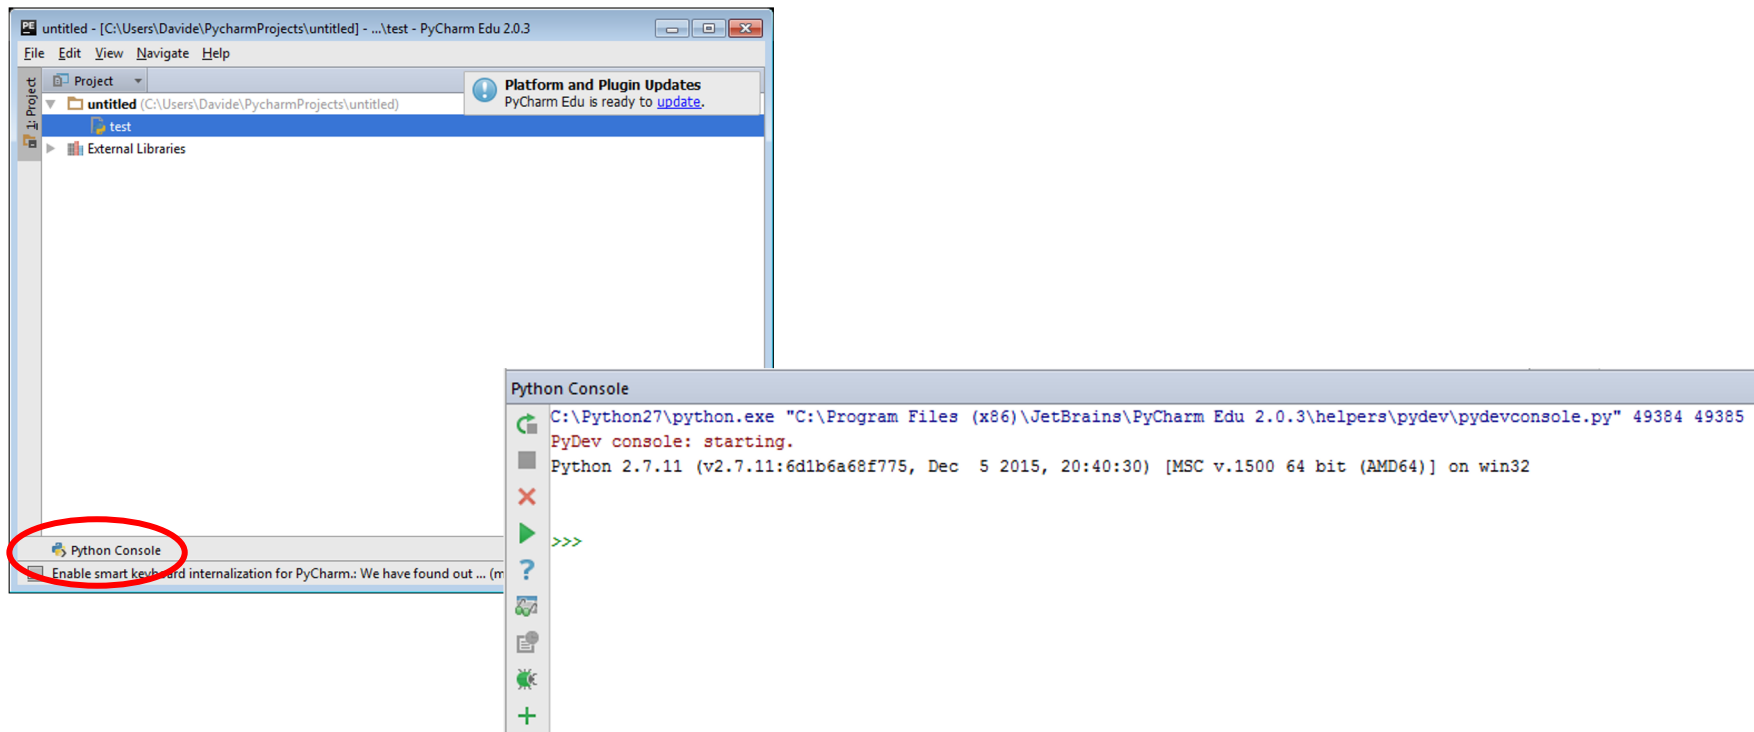 untitled - [C:\Users\Davide\PycharmProjects\untitled] - ...\test - PyCharm Edu 2.0.3
File Edit View Navigate Help
1: Project
Project
Platform and Plugin Updates
PyCharm Edu is ready to update.
untitled (C:\Users\Davide\PycharmProjects\untitled)
test
External Libraries
Python Console
Enable smart keyboard internalization for PyCharm.: We have found out ... (m
Python Console
C:\Python27\python.exe "C:\Program Files (x86)\JetBrains\PyCharm Edu 2.0.3\helpers\pydev\pydevconsole.py" 49384 49385
PyDev console: starting.
Python 2.7.11 (v2.7.11:6d1b6a68f775, Dec  5 2015, 20:40:30) [MSC v.1500 64 bit (AMD64)] on win32
>>>